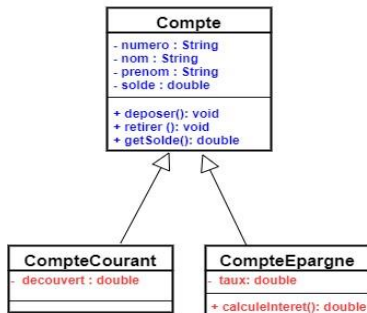 Compte
- numero : String
- nom : String
- prenom : String
- solde : double
+ deposer(): void
+ retirer (): void
+ getSolde(): double
CompteCourant
- decouvert : double
CompteEpargne
- taux: double
+ calculeInteret(): double